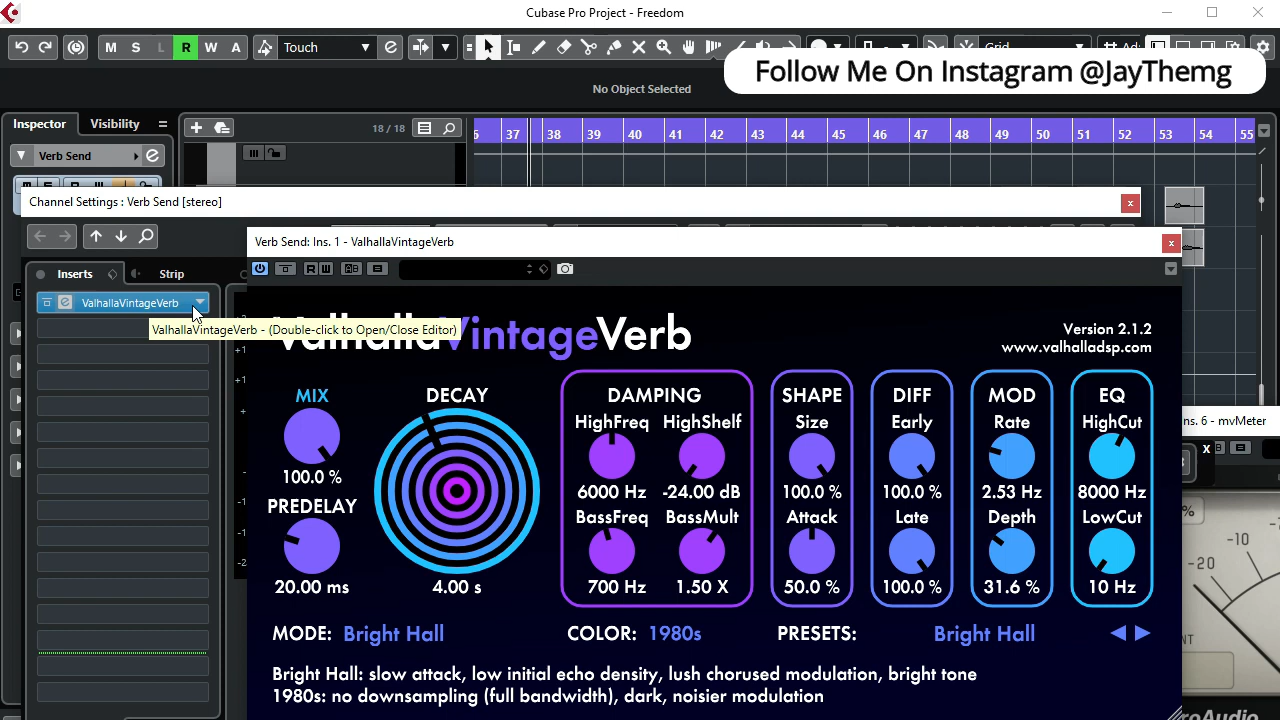 Cubase Pro Project - Freedom
M S L R W A Touch Grid
Follow Me On Instagram @JayThemg
No Object Selected
Inspector Visibility 18 / 18 37 38 39 40 41 42 43 44 45 46 47 48 49 50 51 52 53 54 55
Verb Send
Channel Settings : Verb Send [stereo]
Verb Send: Ins. 1 - ValhallaVintageVerb
Inserts Strip
ValhallaVintageVerb
ValhallaVintageVerb - (Double-click to Open/Close Editor)
ValhallaVintageVerb
Version 2.1.2
www.valhalladsp.com
MIX DECAY DAMPING SHAPE DIFF MOD EQ
HighFreq HighShelf Size Early Rate HighCut
100.0 % 6000 Hz -24.00 dB 100.0 % 100.0 % 2.53 Hz 8000 Hz
PREDELAY BassFreq BassMult Attack Late Depth LowCut
20.00 ms 4.00 s 700 Hz 1.50 X 50.0 % 100.0 % 31.6 % 10 Hz
MODE: Bright Hall COLOR: 1980s PRESETS: Bright Hall
Bright Hall: slow attack, low initial echo density, lush chorused modulation, bright tone
1980s: no downsampling (full bandwidth), dark, noisier modulation
ns. 6 - mvMeter
%
-10
-20